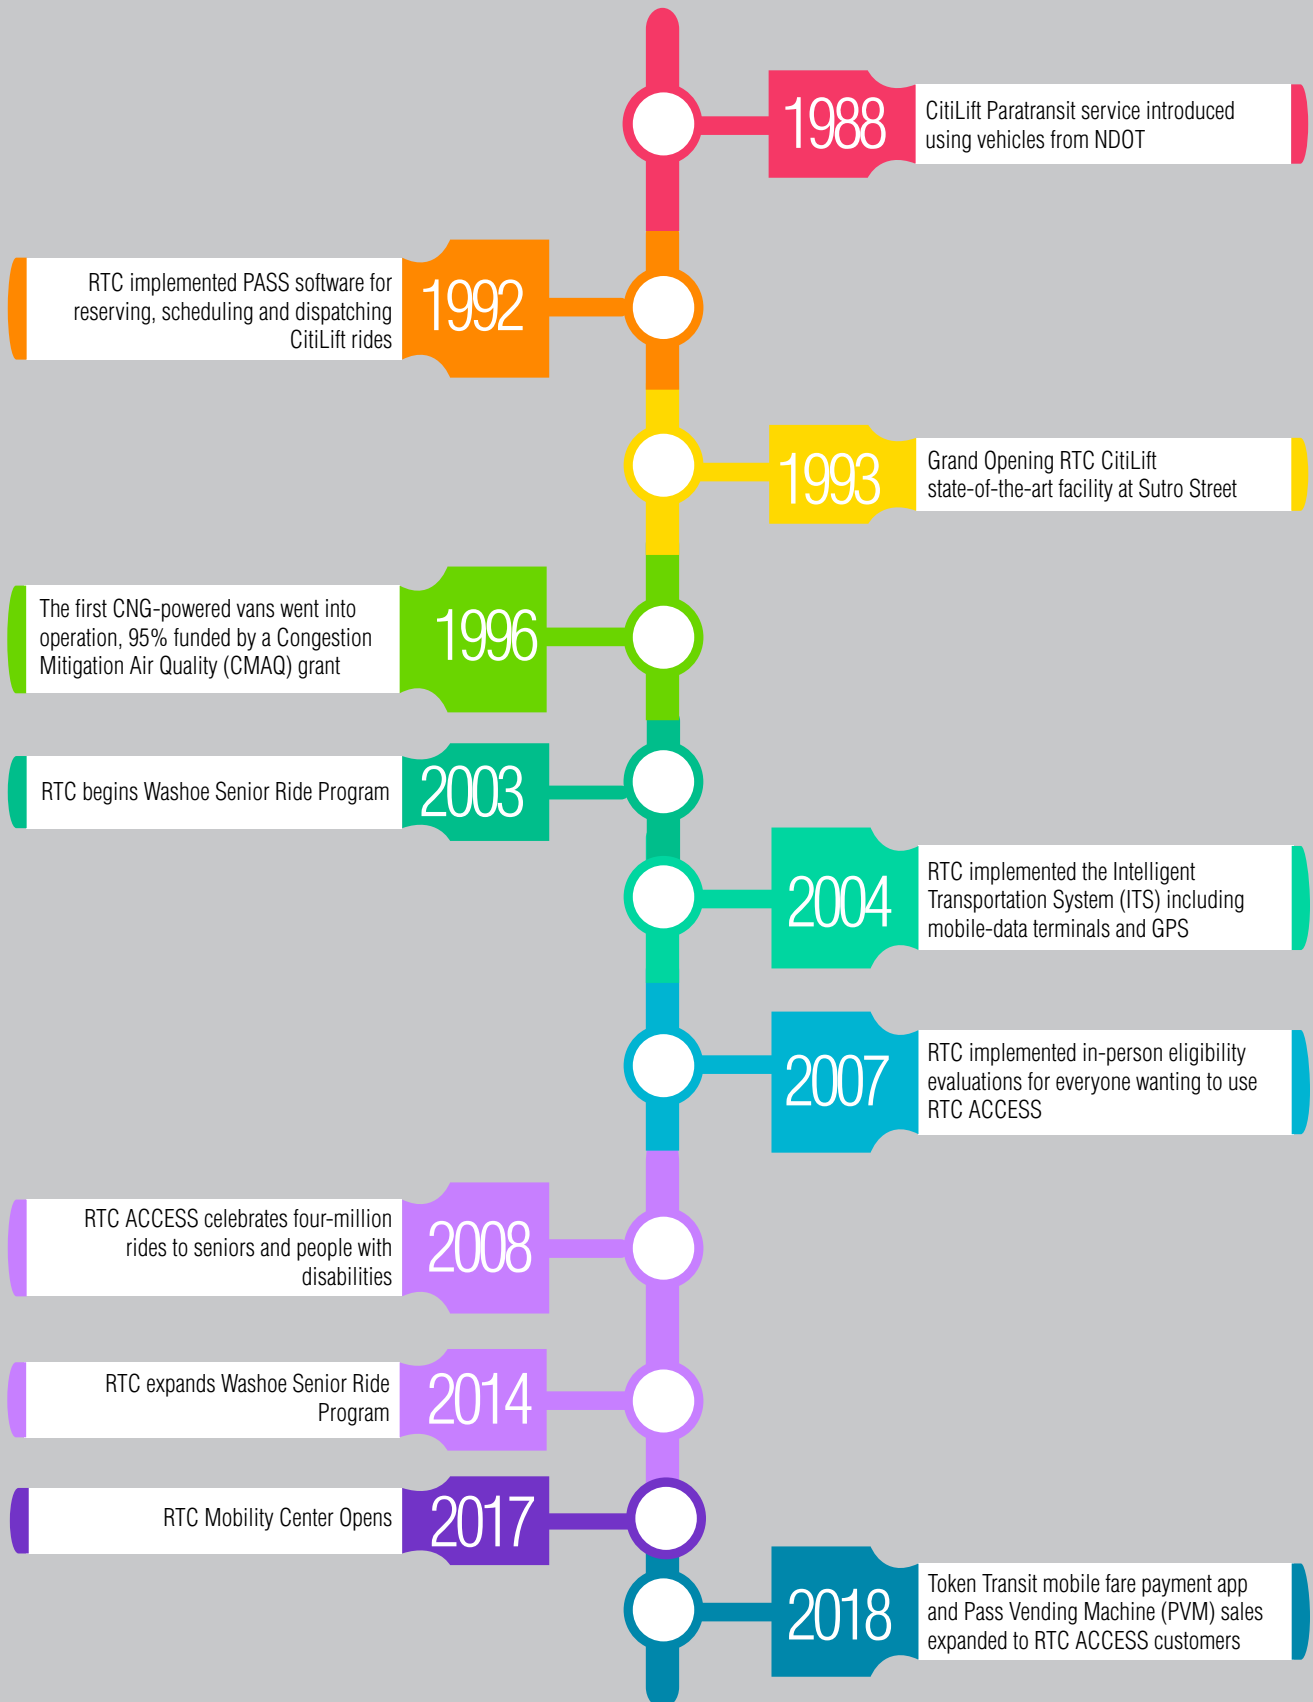 1988
CitiLift Paratransit service introduced
using vehicles from NDOT
RTC implemented PASS software for
reserving, scheduling and dispatching
CitiLift rides
1992
1993
Grand Opening RTC CitiLift
state-of-the-art facility at Sutro Street
The first CNG-powered vans went into
operation, 95% funded by a Congestion
Mitigation Air Quality (CMAQ) grant
1996
RTC begins Washoe Senior Ride Program
2003
2004
RTC implemented the Intelligent
Transportation System (ITS) including
mobile-data terminals and GPS
2007
RTC implemented in-person eligibility
evaluations for everyone wanting to use
RTC ACCESS
RTC ACCESS celebrates four-million
rides to seniors and people with
disabilities
2008
RTC expands Washoe Senior Ride
Program
2014
RTC Mobility Center Opens
2017
2018
Token Transit mobile fare payment app
and Pass Vending Machine (PVM) sales
expanded to RTC ACCESS customers